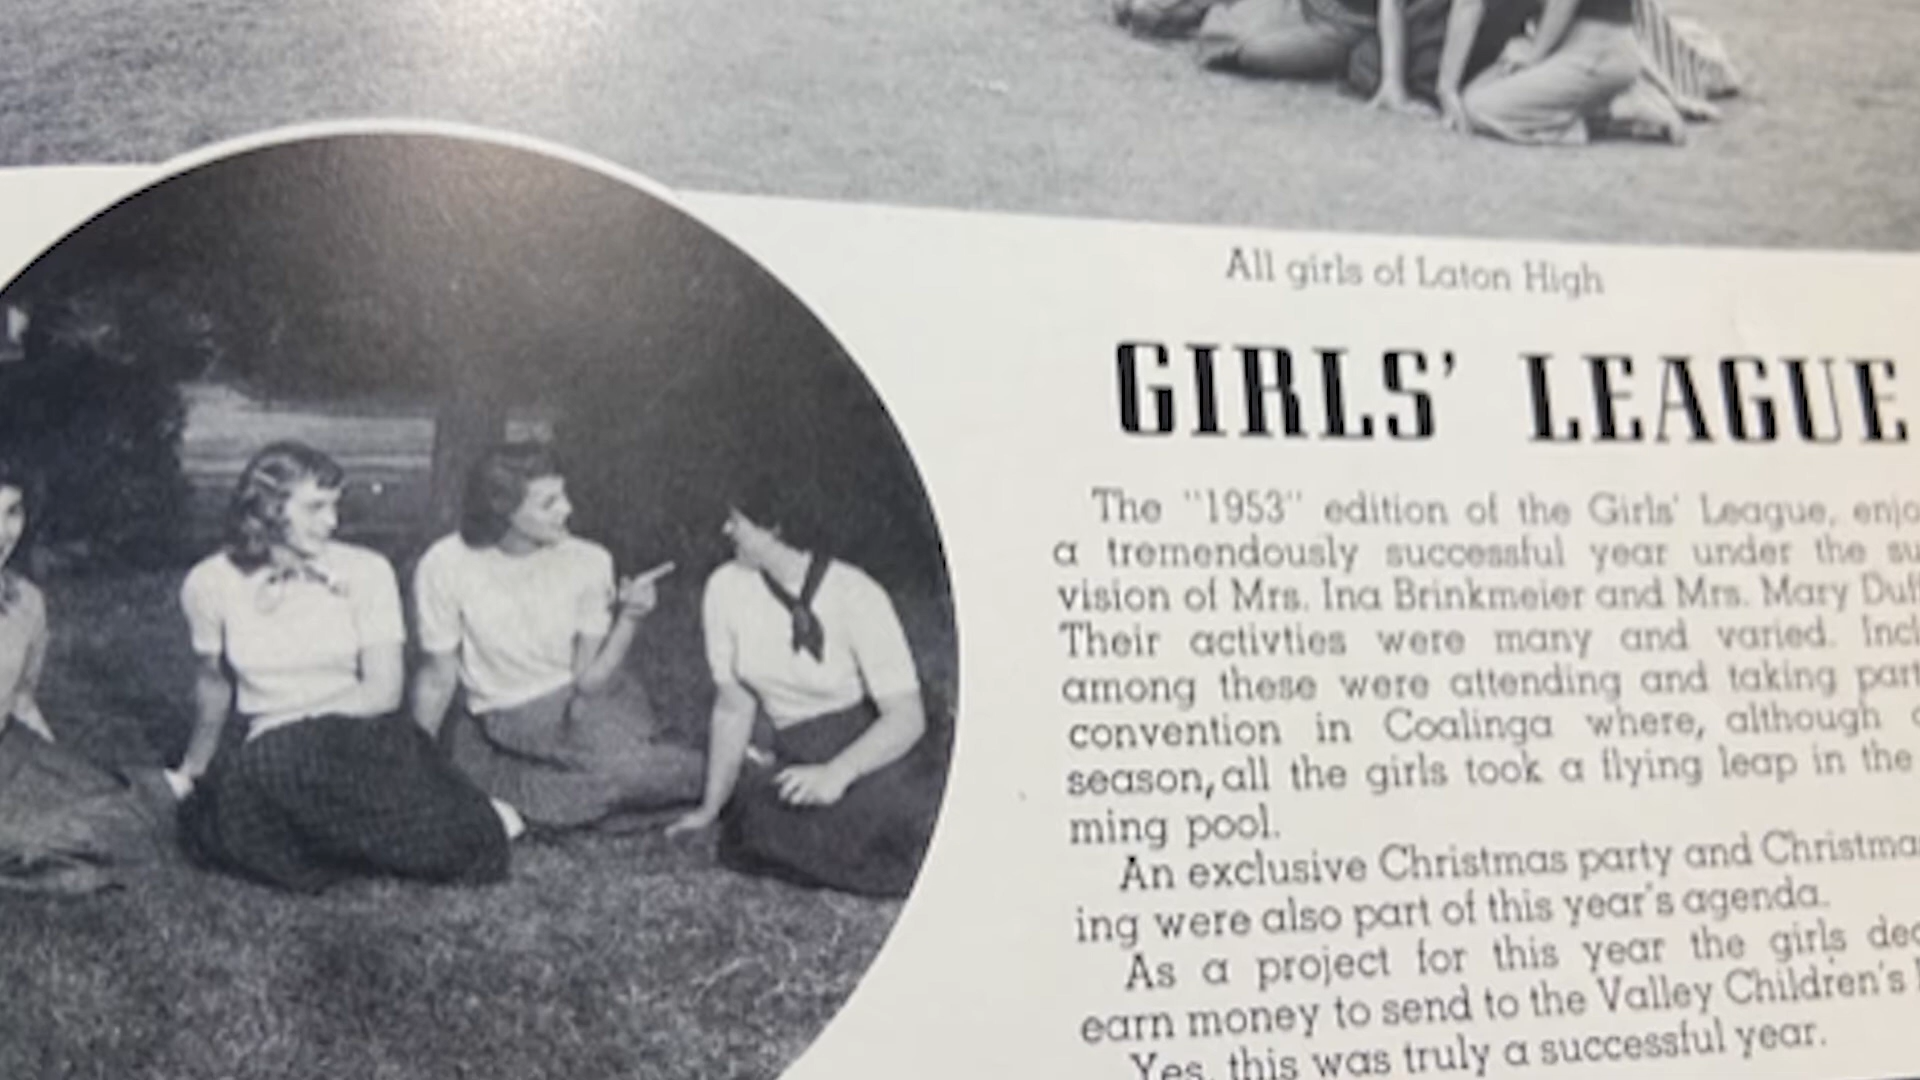 All girls of Laton High
GIRLS' LEAGUE
The "1953" edition of the Girls' League, enjo
a tremendously successful year under the su
vision of Mrs. Ina Brinkmeier and Mrs. Mary Duf
Their activties were many and varied. Incl
among these were attending and taking part
convention in Coalinga where, although o
season, all the girls took a flying leap in the
ming pool.
An exclusive Christmas party and Christma
ing were also part of this year's agenda.
As a project for this year the girls dec
earn money to send to the Valley Children's
Yes, this was truly a successful year.